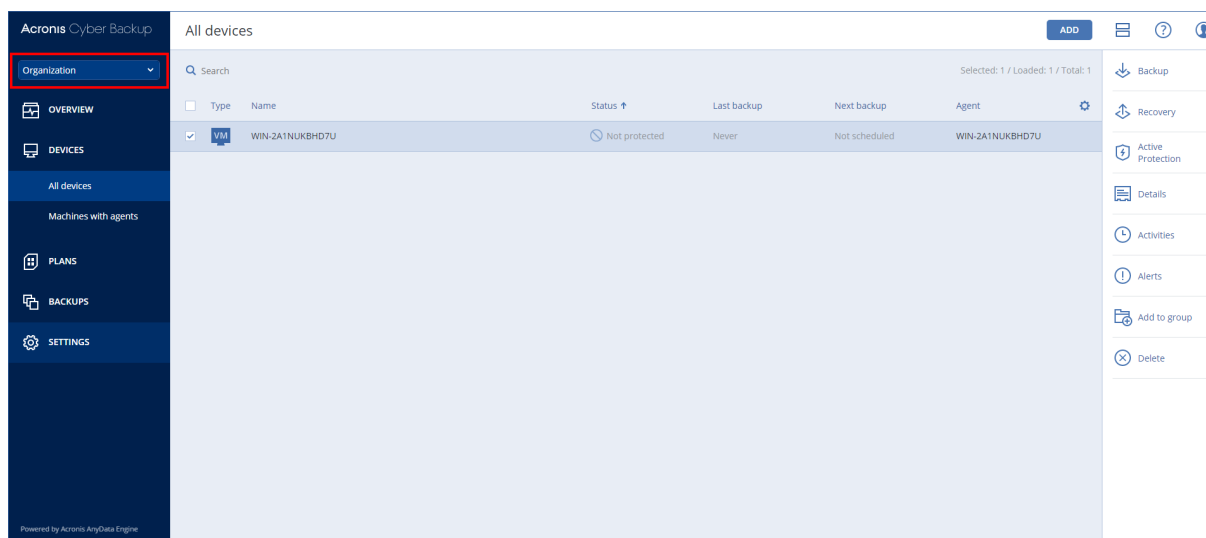 Acronis Cyber Backup
All devices
ADD
Organization
Search
Selected: 1 / Loaded: 1 / Total: 1
Type Name Status ↑ Last backup Next backup Agent
VM WIN-2A1NUKBHD7U Not protected Never Not scheduled WIN-2A1NUKBHD7U
OVERVIEW
DEVICES
All devices
Machines with agents
PLANS
BACKUPS
SETTINGS
Powered by Acronis AnyData Engine
Backup
Recovery
Active
Protection
Details
Activities
Alerts
Add to group
Delete